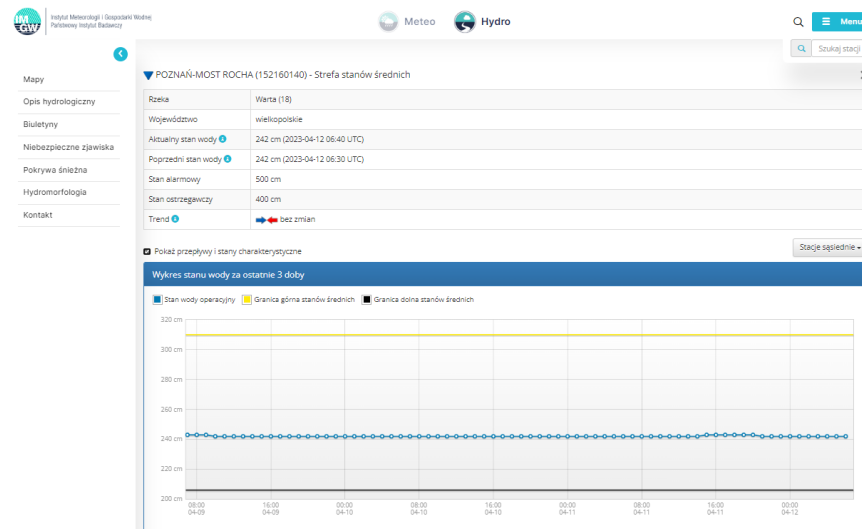 IM
GW
Instytut Meteorologii i Gospodarki Wodnej
Państwowy Instytut Badawczy
Meteo
Hydro
Menu
Szukaj stacji
Mapy
Opis hydrologiczny
Biuletyny
Niebezpieczne zjawiska
Pokrywa śnieżna
Hydromorfologia
Kontakt
POZNAŃ-MOST ROCHA (152160140) - Strefa stanów średnich
Rzeka Warta (18)
Województwo wielkopolskie
Aktualny stan wody 242 cm (2023-04-12 06:40 UTC)
Poprzedni stan wody 242 cm (2023-04-12 06:30 UTC)
Stan alarmowy 500 cm
Stan ostrzegawczy 400 cm
Trend bez zmian
Pokaż przepływy i stany charakterystyczne
Stacje sąsiednie
Wykres stanu wody za ostatnie 3 doby
Stan wody operacyjny Granica górna stanów średnich Granica dolna stanów średnich
320 cm
300 cm
280 cm
260 cm
240 cm
220 cm
200 cm
08:00 16:00 00:00 08:00 16:00 00:00 08:00 16:00 00:00
04-09 04-09 04-10 04-10 04-10 04-11 04-11 04-11 04-12